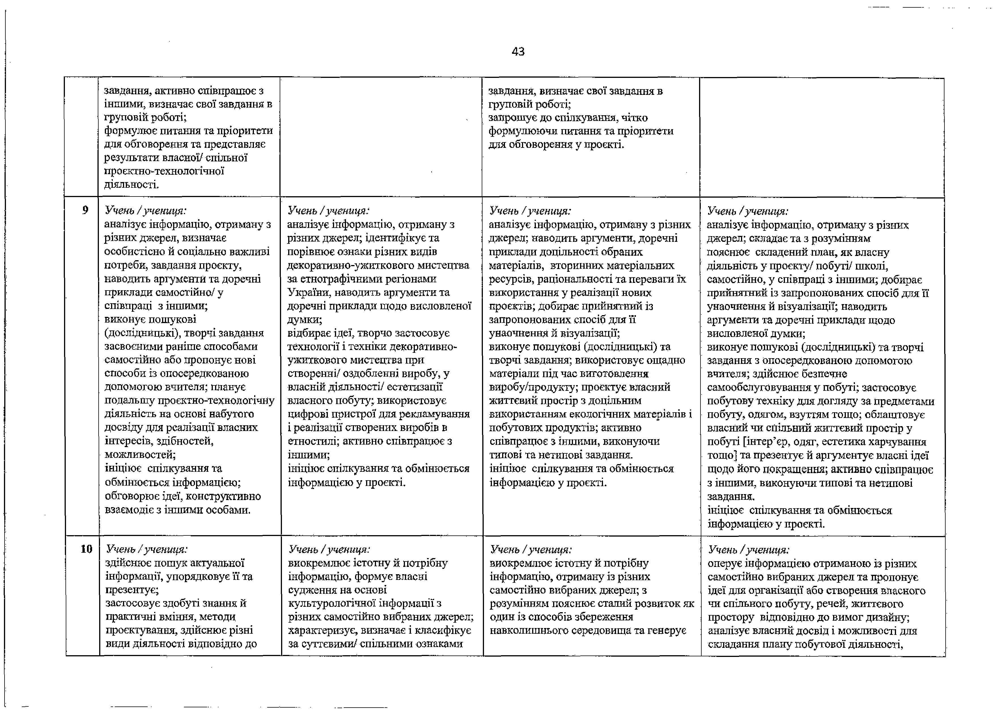 43
завдання, активно співпрацює з
іншими, визначає свої завдання в
груповій роботі;
формулює питання та пріоритети
для обговорення та представляє
результати власної/ спільної
проєктно-технологічної
діяльності.
завдання, визначає свої завдання в
груповій роботі;
запрошує до спілкування, чітко
формулюючи питання та пріоритети
для обговорення у проєкті.
9
Учень / учениця:
аналізує інформацію, отриману з
різних джерел, визначає
особистісно й соціально важливі
потреби, завдання проєкту,
наводить аргументи та доречні
приклади самостійно/ у
співпраці з іншими;
виконує пошукові
(дослідницькі), творчі завдання
засвоєними раніше способами
самостійно або пропонує нові
способи із опосередкованою
допомогою вчителя; планує
подальшу проєктно-технологічну
діяльність на основі набутого
досвіду для реалізації власних
інтересів, здібностей,
можливостей;
ініціює спілкування та
обмінюється інформацією;
обговорює ідеї, конструктивно
взаємодіє з іншими особами.
Учень / учениця:
аналізує інформацію, отриману з
різних джерел; ідентифікує та
порівнює ознаки різних видів
декоративно-ужиткового мистецтва
за етнографічними регіонами
України, наводить аргументи та
доречні приклади щодо висловленої
думки;
відбирає ідеї, творчо застосовує
технології і техніки декоративно-
ужиткового мистецтва при
створенні/ оздобленні виробу, у
власній діяльності/ естетизації
власного побуту; використовує
цифрові пристрої для рекламування
і реалізації створених виробів в
етностилі; активно співпрацює з
іншими;
ініціює спілкування та обмінюється
інформацією у проєкті.
Учень / учениця:
аналізує інформацію, отриману з різних
джерел; наводить аргументи, доречні
приклади доцільності обраних
матеріалів, вторинних матеріальних
ресурсів, раціональності та переваги їх
використання у реалізації нових
проєктів; добирає прийнятний із
запропонованих спосіб для її
унаочнення й візуалізації;
виконує пошукові (дослідницькі) та
творчі завдання; використовує ощадно
матеріали під час виготовлення
виробу/продукту; проєктує власний
життєвий простір з доцільним
використанням екологічних матеріалів і
побутових продуктів; активно
співпрацює з іншими, виконуючи
типові та нетипові завдання.
ініціює спілкування та обмінюється
інформацією у проєкті.
Учень / учениця:
аналізує інформацію, отриману з різних
джерел; складає та з розумінням
пояснює складений план, як власну
діяльність у проєкту/ побуті/ школі,
самостійно, у співпраці з іншими; добирає
прийнятний із запропонованих спосіб для її
унаочнення й візуалізації; наводить
аргументи та доречні приклади щодо
висловленої думки;
виконує пошукові (дослідницькі) та творчі
завдання з опосередкованою допомогою
вчителя; здійснює безпечне
самообслуговування у побуті; застосовує
побутову техніку для догляду за предметами
побуту, одягом, взуттям тощо; облаштовує
власний чи спільний життєвий простір у
побуті [інтер’єр, одяг, естетика харчування
тощо] та презентує й аргументує власні ідеї
щодо його покращення; активно співпрацює
з іншими, виконуючи типові та нетипові
завдання.
ініціює спілкування та обмінюється
інформацією у проєкті.
10
Учень / учениця:
здійснює пошук актуальної
інформації, упорядковує її та
презентує;
застосовує здобуті знання й
практичні вміння, методи
проєктування, здійснює різні
види діяльності відповідно до
Учень / учениця:
виокремлює істотну й потрібну
інформацію, формує власні
судження на основі
культурологічної інформації з
різних самостійно вибраних джерел;
характеризує, визначає і класифікує
за суттєвими/ спільними ознаками
Учень / учениця:
виокремлює істотну й потрібну
інформацію, отриману із різних
самостійно вибраних джерел; з
розумінням пояснює сталий розвиток як
один із способів збереження
навколишнього середовища та генерує
Учень / учениця:
оперує інформацією отриманою із різних
самостійно вибраних джерел та пропонує
ідеї для організації або створення власного
чи спільного побуту, речей, життєвого
простору відповідно до вимог дизайну;
аналізує власний досвід і можливості для
складання плану побутової діяльності,